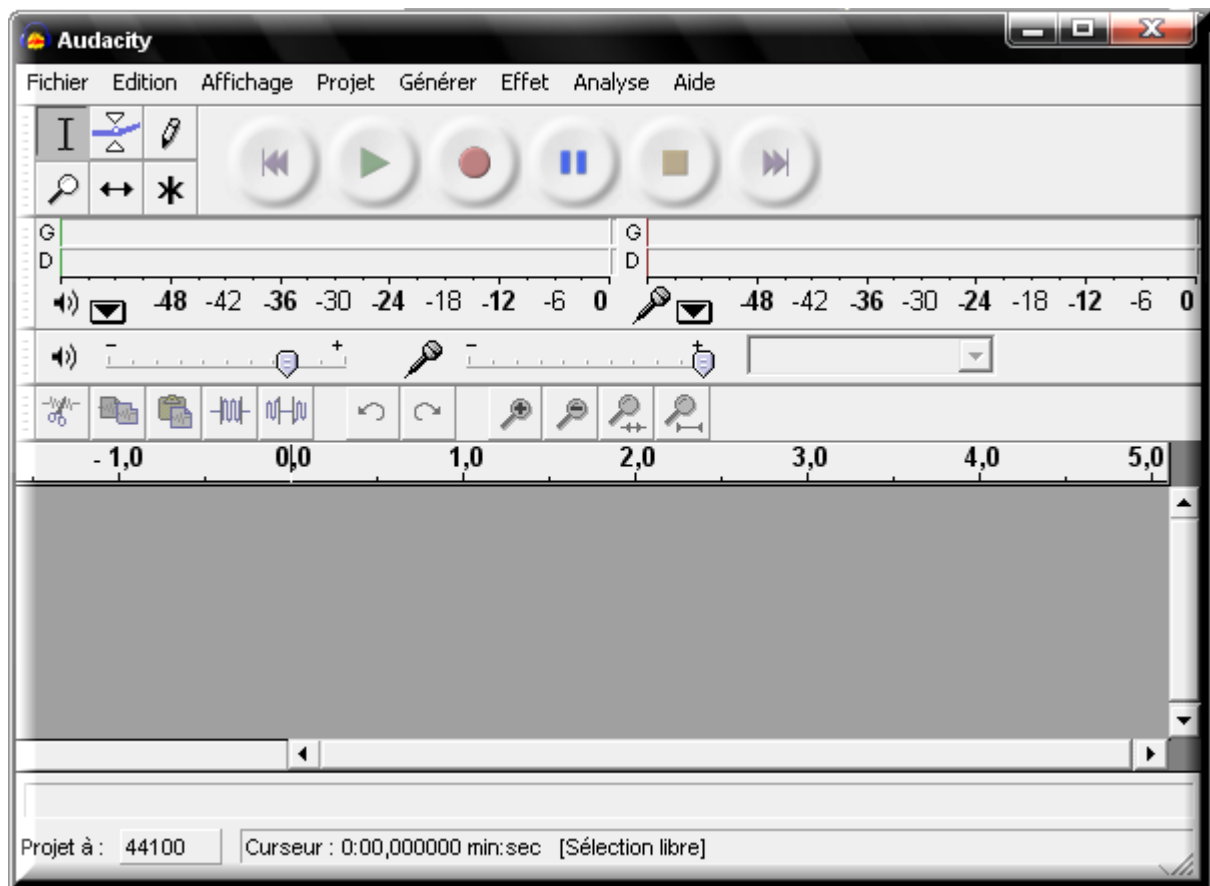 Audacity
Fichier Edition Affichage Projet Générer Effet Analyse Aide
G G
D D
-48 -42 -36 -30 -24 -18 -12 -6 0 -48 -42 -36 -30 -24 -18 -12 -6 0
- + - +
- 1,0 0,0 1,0 2,0 3,0 4,0 5,0
Projet à : 44100 Curseur : 0:00,000000 min:sec [Sélection libre]